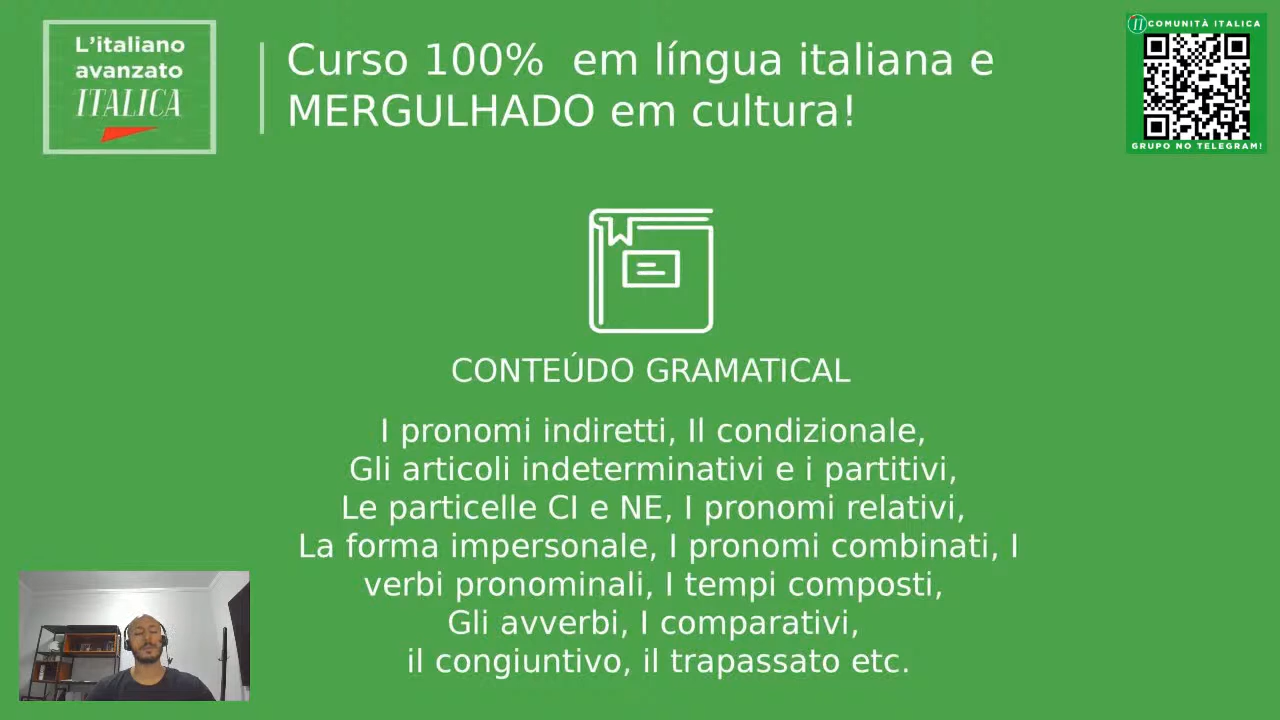 L'italiano
avanzato
ITALICA
Curso 100%  em língua italiana e
MERGULHADO em cultura!
COMUNITÀ ITALICA
GRUPO NO TELEGRAM!
CONTEÚDO GRAMATICAL
I pronomi indiretti, Il condizionale,
Gli articoli indeterminativi e i partitivi,
Le particelle CI e NE, I pronomi relativi,
La forma impersonale, I pronomi combinati, I
verbi pronominali, I tempi composti,
Gli avverbi, I comparativi,
il congiuntivo, il trapassato etc.